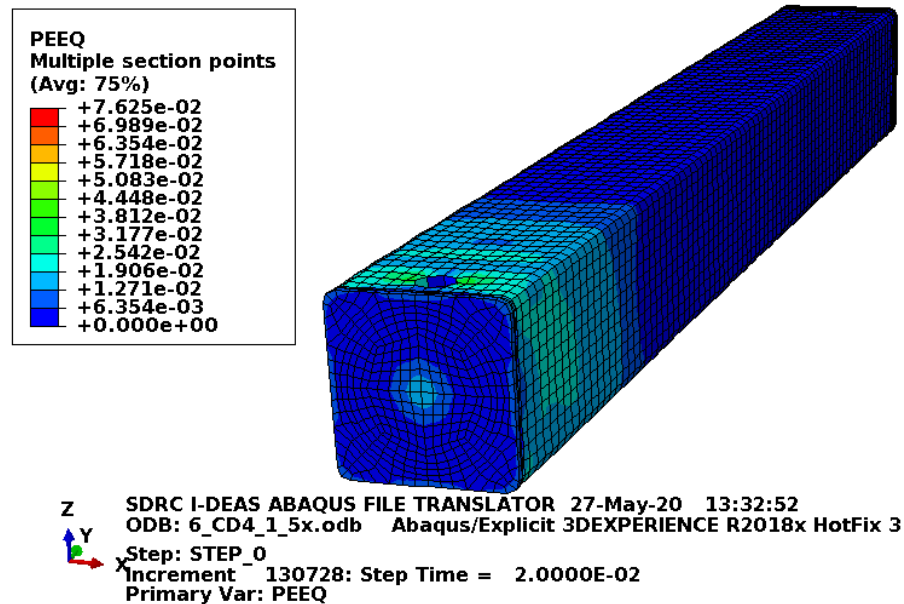 PEEQ
Multiple section points
(Avg: 75%)
+7.625e-02
+6.989e-02
+6.354e-02
+5.718e-02
+5.083e-02
+4.448e-02
+3.812e-02
+3.177e-02
+2.542e-02
+1.906e-02
+1.271e-02
+6.354e-03
+0.000e+00
Z
Y
X
SDRC I-DEAS ABAQUS FILE TRANSLATOR 27-May-20 13:32:52
ODB: 6_CD4_1_5x.odb Abaqus/Explicit 3DEXPERIENCE R2018x HotFix 3
Step: STEP_0
Increment 130728: Step Time = 2.0000E-02
Primary Var: PEEQ